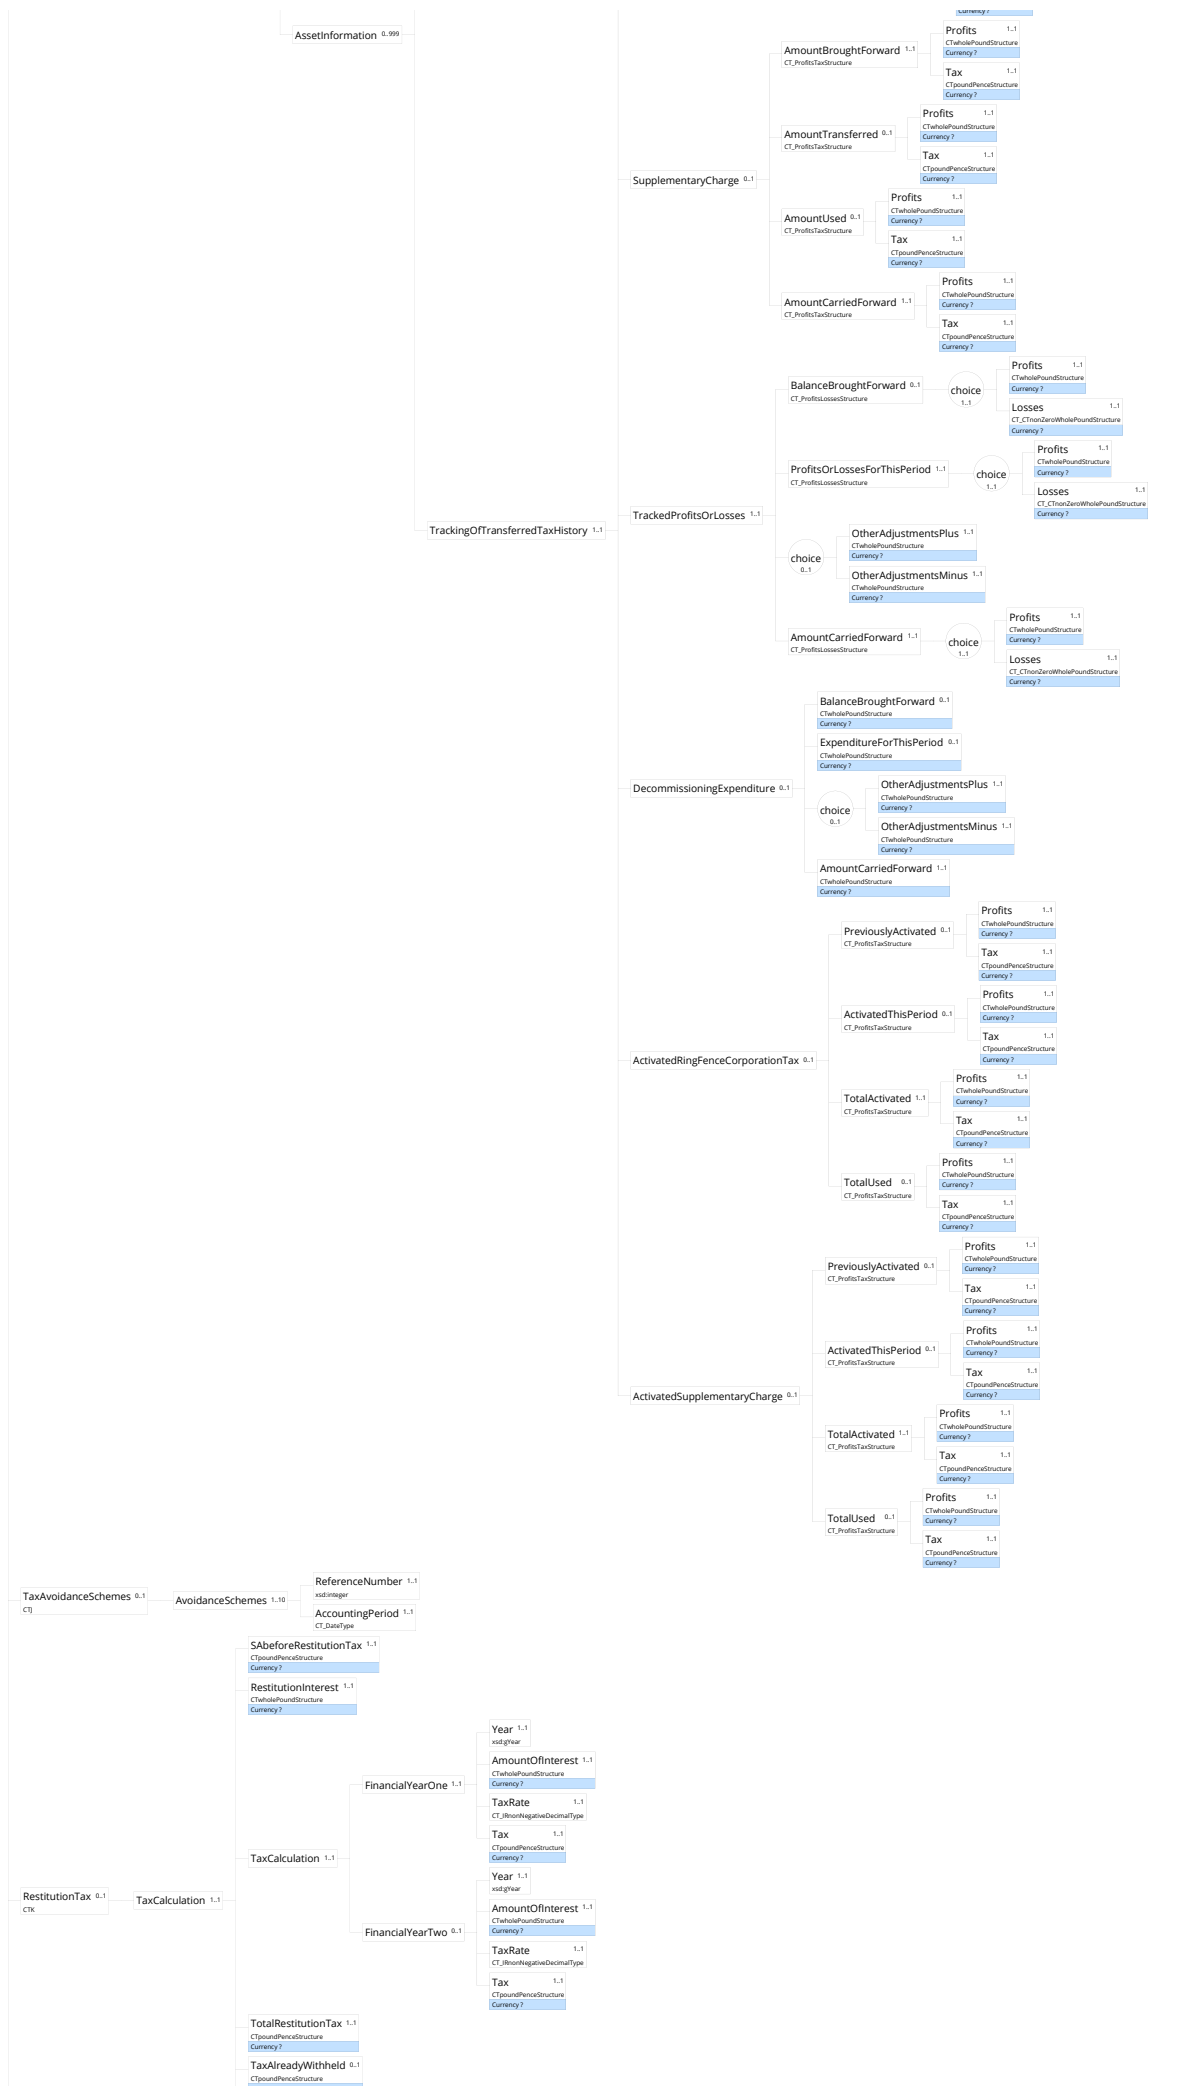 Currency ?
AssetInformation 0..999
AmountBroughtForward 1..1
CT_ProfitsTaxStructure
Profits 1..1
CTwholePoundStructure
Currency ?
Tax 1..1
CTpoundPenceStructure
Currency ?
AmountTransferred 0..1
CT_ProfitsTaxStructure
Profits 1..1
CTwholePoundStructure
Currency ?
Tax 1..1
CTpoundPenceStructure
Currency ?
SupplementaryCharge 0..1
AmountUsed 0..1
CT_ProfitsTaxStructure
Profits 1..1
CTwholePoundStructure
Currency ?
Tax 1..1
CTpoundPenceStructure
Currency ?
AmountCarriedForward 1..1
CT_ProfitsTaxStructure
Profits 1..1
CTwholePoundStructure
Currency ?
Tax 1..1
CTpoundPenceStructure
Currency ?
BalanceBroughtForward 0..1
CT_ProfitsLossesStructure
choice
1..1
Profits 1..1
CTwholePoundStructure
Currency ?
Losses 1..1
CT_CTnonZeroWholePoundStructure
Currency ?
ProfitsOrLossesForThisPeriod 1..1
CT_ProfitsLossesStructure
choice
1..1
Profits 1..1
CTwholePoundStructure
Currency ?
Losses 1..1
CT_CTnonZeroWholePoundStructure
Currency ?
TrackingOfTransferredTaxHistory 1..1
TrackedProfitsOrLosses 1..1
choice
0..1
OtherAdjustmentsPlus 1..1
CTwholePoundStructure
Currency ?
OtherAdjustmentsMinus 1..1
CTwholePoundStructure
Currency ?
AmountCarriedForward 1..1
CT_ProfitsLossesStructure
choice
1..1
Profits 1..1
CTwholePoundStructure
Currency ?
Losses 1..1
CT_CTnonZeroWholePoundStructure
Currency ?
BalanceBroughtForward 0..1
CTwholePoundStructure
Currency ?
ExpenditureForThisPeriod 0..1
CTwholePoundStructure
Currency ?
DecommissioningExpenditure 0..1
choice
0..1
OtherAdjustmentsPlus 1..1
CTwholePoundStructure
Currency ?
OtherAdjustmentsMinus 1..1
CTwholePoundStructure
Currency ?
AmountCarriedForward 1..1
CTwholePoundStructure
Currency ?
PreviouslyActivated 0..1
CT_ProfitsTaxStructure
Profits 1..1
CTwholePoundStructure
Currency ?
Tax 1..1
CTpoundPenceStructure
Currency ?
ActivatedThisPeriod 0..1
CT_ProfitsTaxStructure
Profits 1..1
CTwholePoundStructure
Currency ?
Tax 1..1
CTpoundPenceStructure
Currency ?
ActivatedRingFenceCorporationTax 0..1
TotalActivated 1..1
CT_ProfitsTaxStructure
Profits 1..1
CTwholePoundStructure
Currency ?
Tax 1..1
CTpoundPenceStructure
Currency ?
TotalUsed 0..1
CT_ProfitsTaxStructure
Profits 1..1
CTwholePoundStructure
Currency ?
Tax 1..1
CTpoundPenceStructure
Currency ?
PreviouslyActivated 0..1
CT_ProfitsTaxStructure
Profits 1..1
CTwholePoundStructure
Currency ?
Tax 1..1
CTpoundPenceStructure
Currency ?
ActivatedThisPeriod 0..1
CT_ProfitsTaxStructure
Profits 1..1
CTwholePoundStructure
Currency ?
Tax 1..1
CTpoundPenceStructure
Currency ?
ActivatedSupplementaryCharge 0..1
TotalActivated 1..1
CT_ProfitsTaxStructure
Profits 1..1
CTwholePoundStructure
Currency ?
Tax 1..1
CTpoundPenceStructure
Currency ?
TotalUsed 0..1
CT_ProfitsTaxStructure
Profits 1..1
CTwholePoundStructure
Currency ?
Tax 1..1
CTpoundPenceStructure
Currency ?
TaxAvoidanceSchemes 0..1
CTJ
AvoidanceSchemes 1..10
ReferenceNumber 1..1
xsd:integer
AccountingPeriod 1..1
CT_DateType
SAbeforeRestitutionTax 1..1
CTpoundPenceStructure
Currency ?
RestitutionInterest 1..1
CTwholePoundStructure
Currency ?
Year 1..1
xsd:gYear
AmountOfInterest 1..1
CTwholePoundStructure
Currency ?
FinancialYearOne 1..1
TaxRate 1..1
CT_IRnonNegativeDecimalType
Tax 1..1
CTpoundPenceStructure
Currency ?
TaxCalculation 1..1
Year 1..1
xsd:gYear
RestitutionTax 0..1
CTK
TaxCalculation 1..1
AmountOfInterest 1..1
CTwholePoundStructure
Currency ?
FinancialYearTwo 0..1
TaxRate 1..1
CT_IRnonNegativeDecimalType
Tax 1..1
CTpoundPenceStructure
Currency ?
TotalRestitutionTax 1..1
CTpoundPenceStructure
Currency ?
TaxAlreadyWithheld 0..1
CTpoundPenceStructure